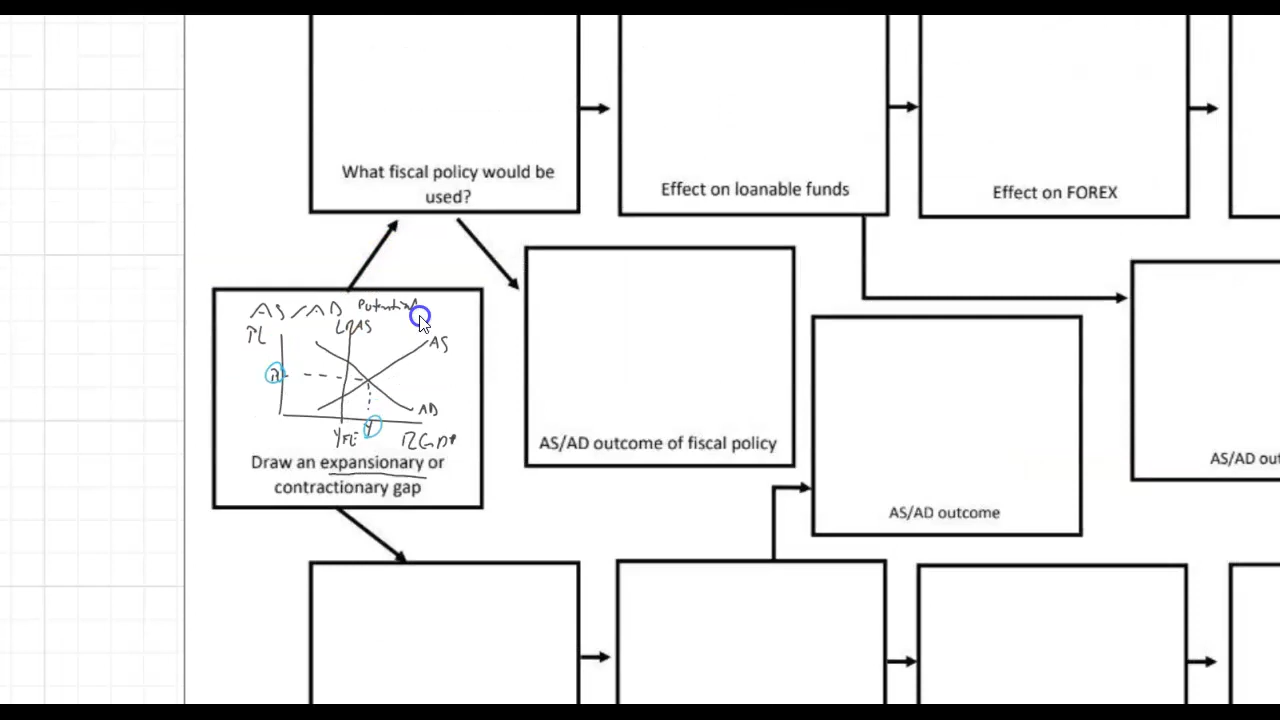 What fiscal policy would be
used?
Effect on loanable funds
Effect on FOREX
AS/AD Potential
PL
LRAS
AS
AD
YFE Y RGDP
Draw an expansionary or
contractionary gap
AS/AD outcome of fiscal policy
AS/AD out
AS/AD outcome